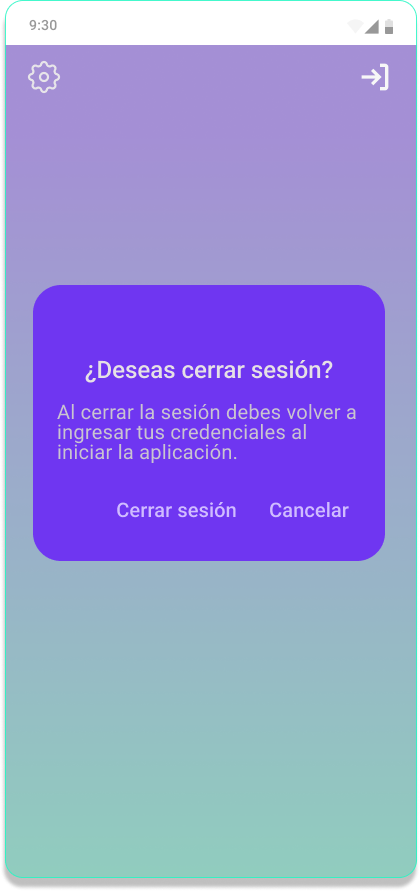 9:30
¿Deseas cerrar sesión?
Al cerrar la sesión debes volver a
ingresar tus credenciales al
iniciar la aplicación.
Cerrar sesión Cancelar